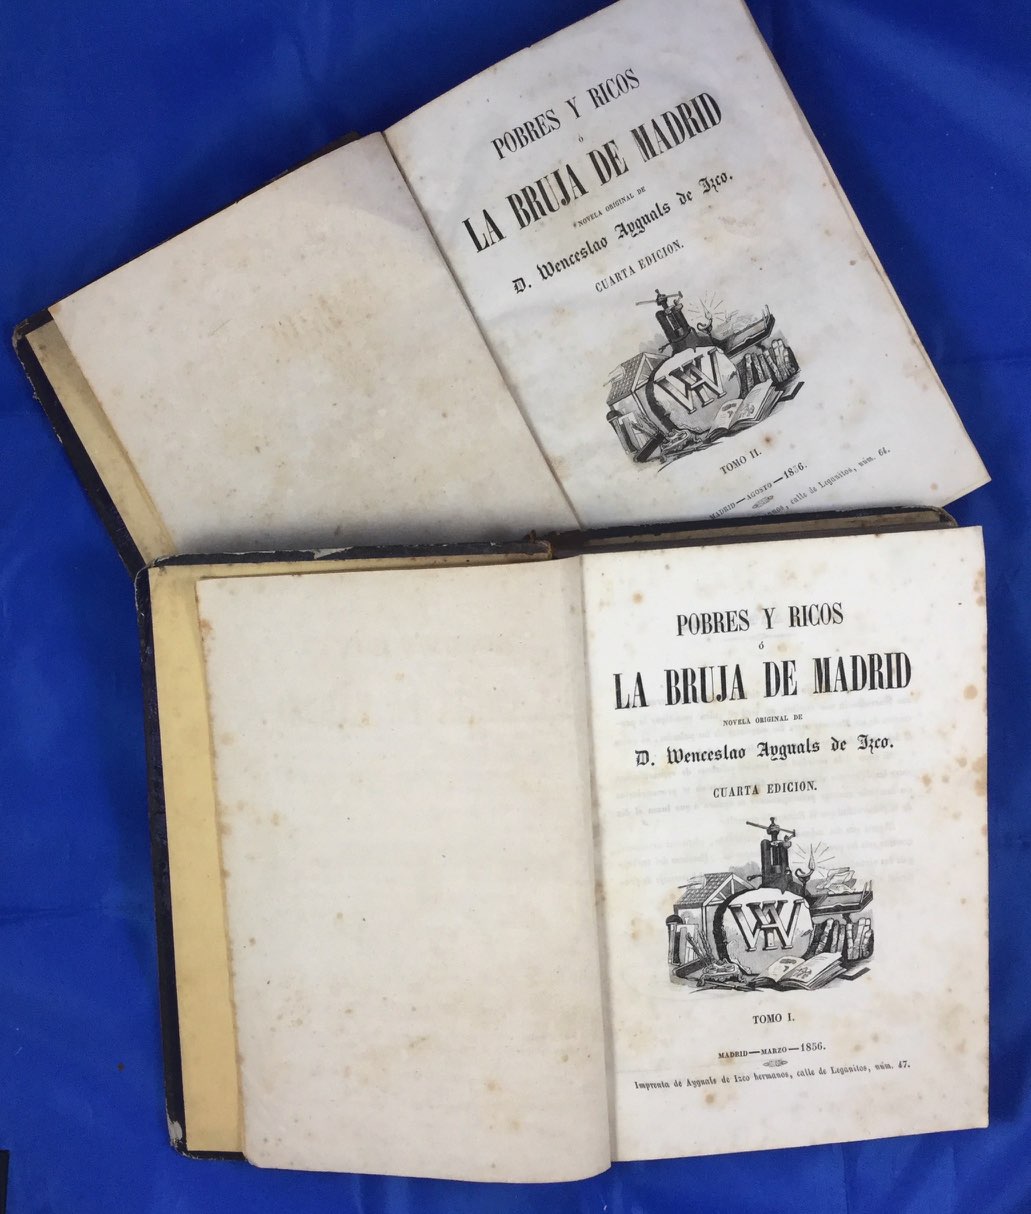 POBRES Y RICOS
ó
LA BRUJA DE MADRID
NOVELA ORIGINAL DE
D. Wenceslao Ayguals de Izco.
CUARTA EDICION.
TOMO II.
MADRID—AGOSTO—1856.
hermanos, calle de Leganitos, núm. 64.
POBRES Y RICOS
ó
LA BRUJA DE MADRID
NOVELA ORIGINAL DE
D. Wenceslao Ayguals de Izco.
CUARTA EDICION.
TOMO I.
MADRID—MARZO—1856.
Imprenta de Ayguals de Izco hermanos, calle de Leganitos, núm. 47.